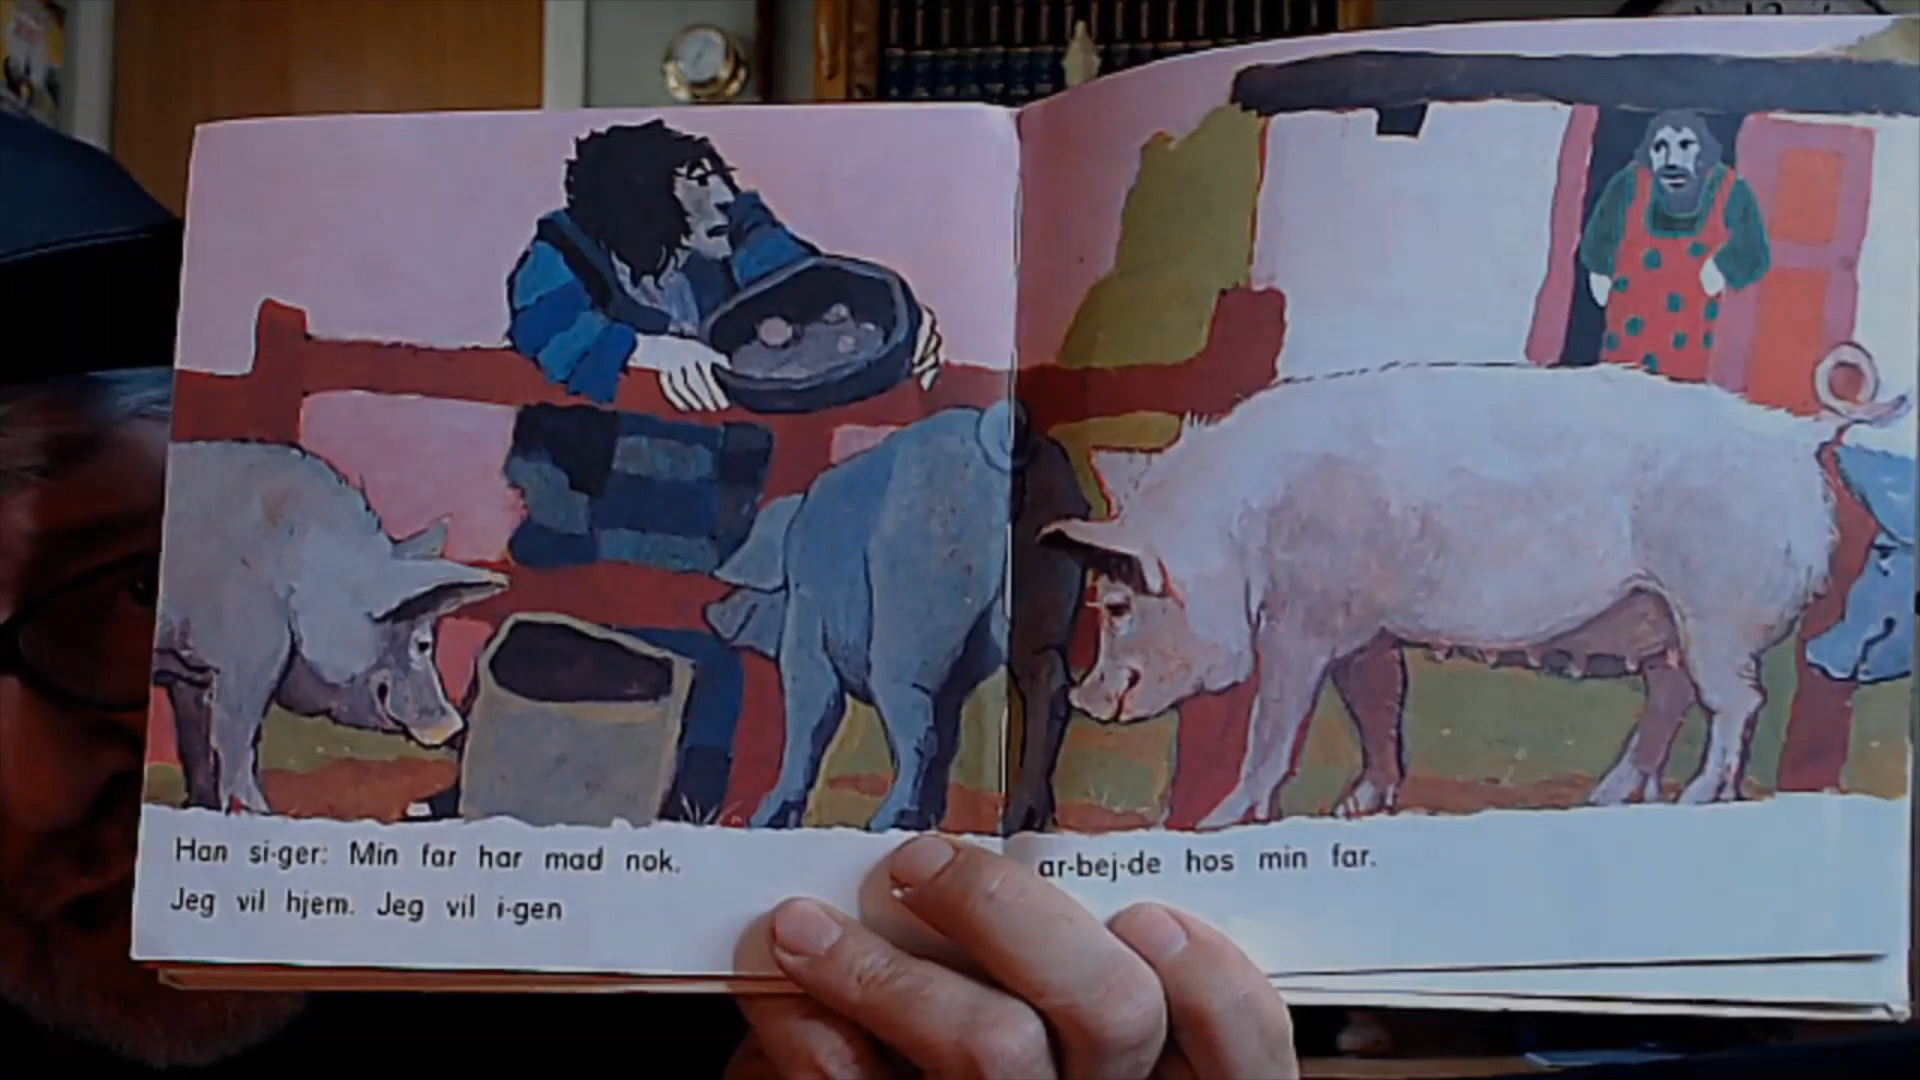 Han si-ger: Min far har mad nok.
Jeg vil hjem. Jeg vil i-gen
ar-bej-de hos min far.